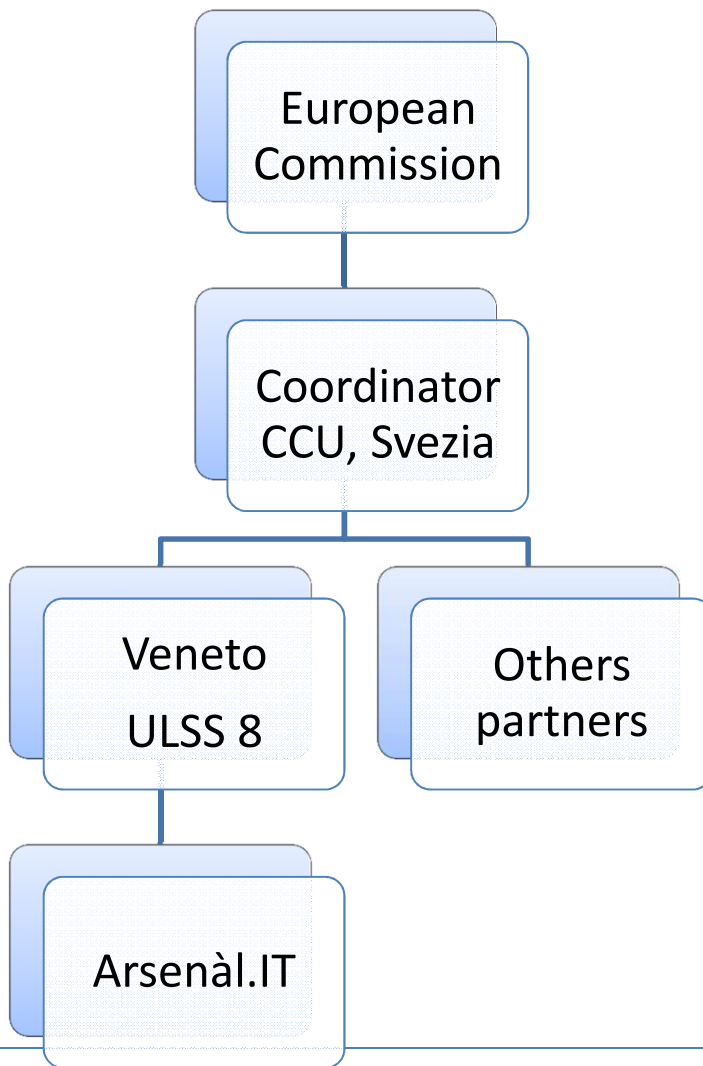 European
Commission
Coordinator
CCU, Svezia
Veneto
ULSS 8
Others
partners
Arsenàl.IT